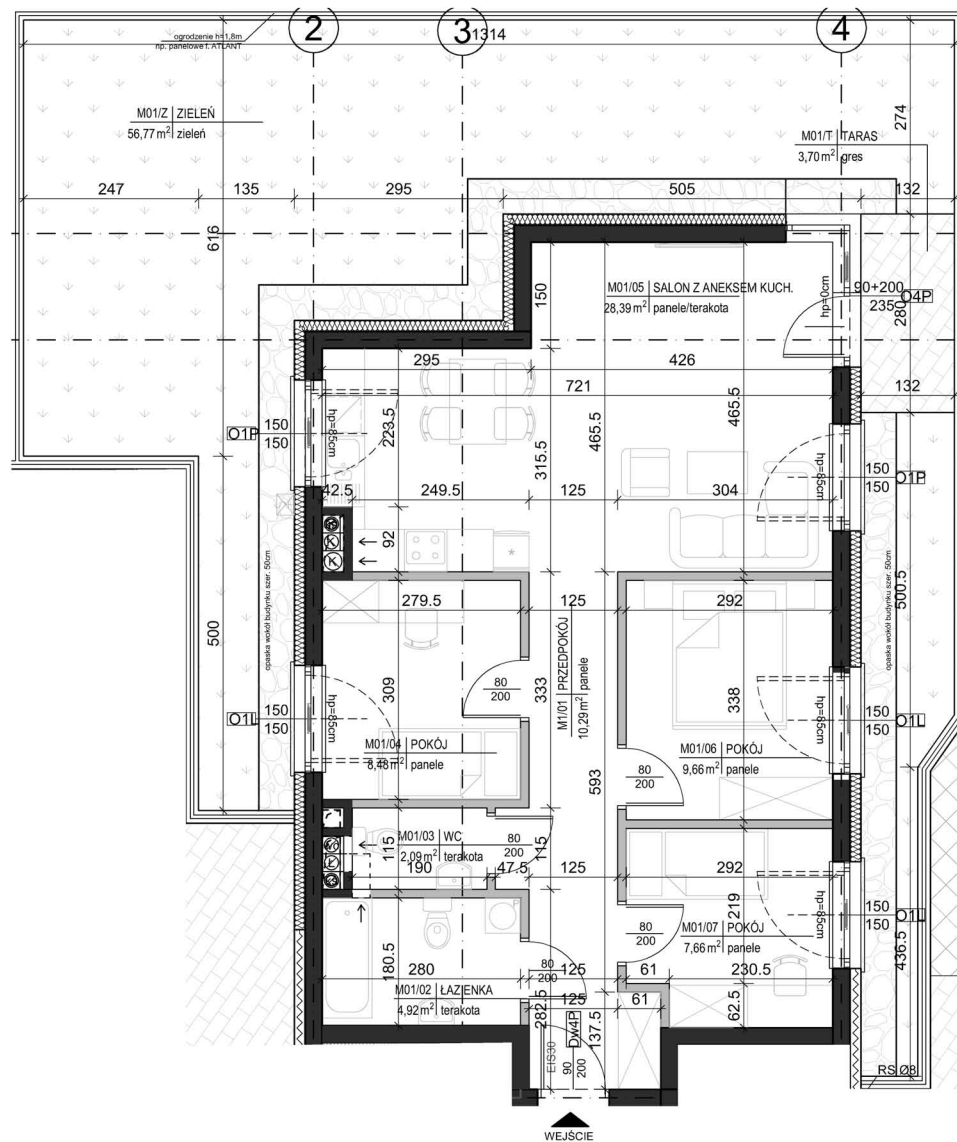 ogrodzenie h=1,8m
np. panelowe f. ATLANT
2
3
4
1314
M01/Z ZIELEŃ
56,77 m² zieleń
M01/T TARAS
3,70 m² gres
274
247
135
295
505
132
616
M01/05 SALON Z ANEKSEM KUCH.
28,39 m² panele/terakota
150
hp=0cm
90+200
235
O4P
280
295
426
132
721
O1P
150
150
hp=85cm
223.5
315.5
465.5
465.5
hp=85cm
150
150
O1P
42.5
249.5
125
304
92
K
K
opaska wokół budynku szer. 50cm
500
279.5
125
292
500.5
opaska wokół budynku szer. 50cm
309
80
200
333
M1/01 PRZEDPOKÓJ
10,29 m² panele
338
O1L
150
150
hp=85cm
hp=85cm
150
150
O1L
M01/04 POKÓJ
8,48 m² panele
M01/06 POKÓJ
9,66 m² panele
593
80
200
M01/03 WC
2,09 m² terakota
80
200
115
115
190
47.5
125
292
219
hp=85cm
150
150
O1L
80
200
M01/07 POKÓJ
7,66 m² panele
436.5
180.5
280
80
200
125
61
230.5
M01/02 ŁAZIENKA
4,92 m² terakota
282.5
125
61
62.5
137.5
EIS30
Dw4P
90
200
RS Ø8
WEJŚCIE